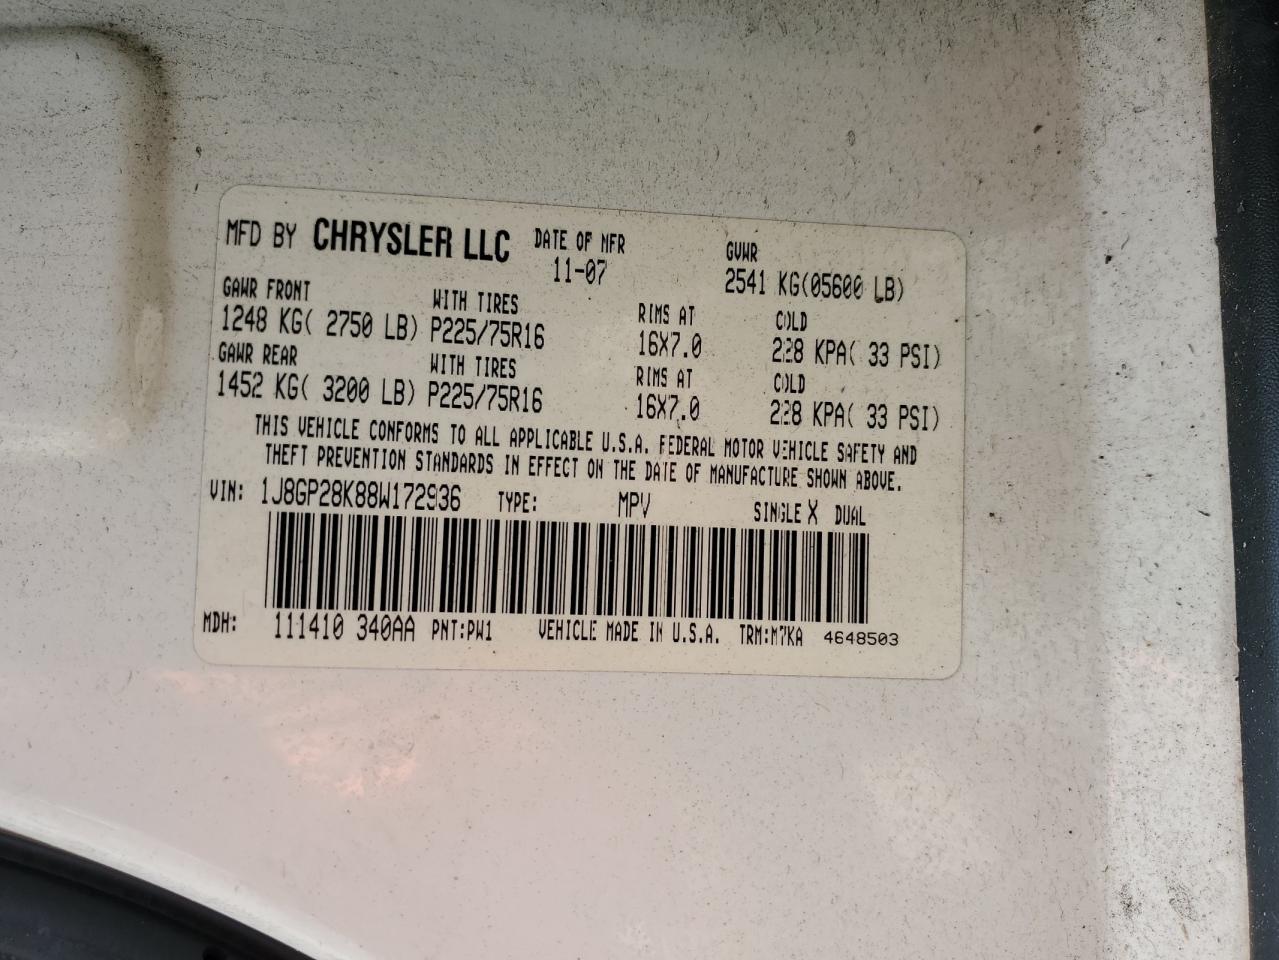 MFD BY CHRYSLER LLC DATE OF MFR 11-07 GVWR 2541 KG(05600 LB)
GAWR FRONT WITH TIRES RIMS AT COLD
1248 KG( 2750 LB) P225/75R16 16X7.0 228 KPA( 33 PSI)
GAWR REAR WITH TIRES RIMS AT COLD
1452 KG( 3200 LB) P225/75R16 16X7.0 228 KPA( 33 PSI)
THIS VEHICLE CONFORMS TO ALL APPLICABLE U.S.A. FEDERAL MOTOR VEHICLE SAFETY AND
THEFT PREVENTION STANDARDS IN EFFECT ON THE DATE OF MANUFACTURE SHOWN ABOVE.
VIN: 1J8GP28K88W172936 TYPE: MPV SINGLE X DUAL
MDH: 111410 340AA PNT:PW1 VEHICLE MADE IN U.S.A. TRM:M7KA 4648503